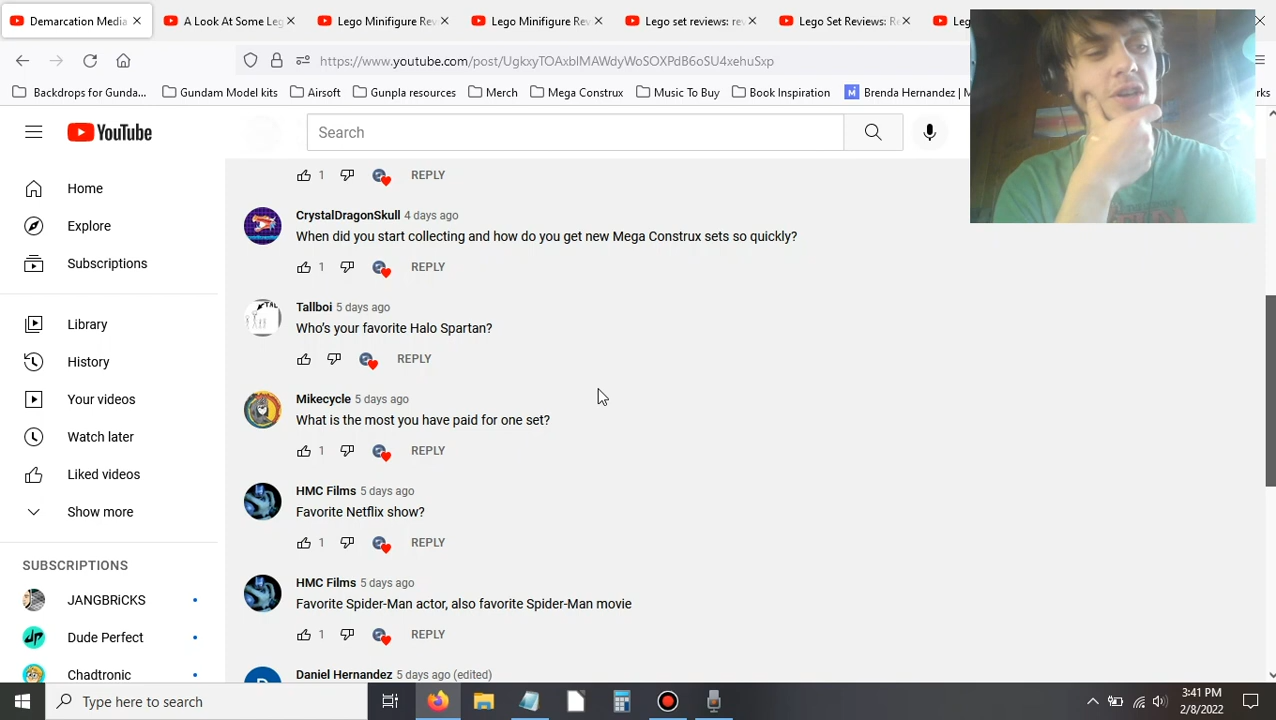 Demarcation Media
A Look At Some Leg
Lego Minifigure Rev
Lego Minifigure Rev
Lego set reviews: rev
Lego Set Reviews: Re
Leg
https://www.youtube.com/post/UgkxyTOAxblMAWdyWoSOXPdB6oSU4xehuSxp
Backdrops for Gunda...
Gundam Model kits
Airsoft
Gunpla resources
Merch
Mega Construx
Music To Buy
Book Inspiration
Brenda Hernandez | M
rks
YouTube
Search
Home
Explore
Subscriptions
Library
History
Your videos
Watch later
Liked videos
Show more
SUBSCRIPTIONS
JANGBRiCKS
Dude Perfect
Chadtronic
1 REPLY
CrystalDragonSkull 4 days ago
When did you start collecting and how do you get new Mega Construx sets so quickly?
1 REPLY
Tallboi 5 days ago
Who's your favorite Halo Spartan?
REPLY
Mikecycle 5 days ago
What is the most you have paid for one set?
1 REPLY
HMC Films 5 days ago
Favorite Netflix show?
1 REPLY
HMC Films 5 days ago
Favorite Spider-Man actor, also favorite Spider-Man movie
1 REPLY
Daniel Hernandez 5 days ago (edited)
Type here to search
3:41 PM
2/8/2022